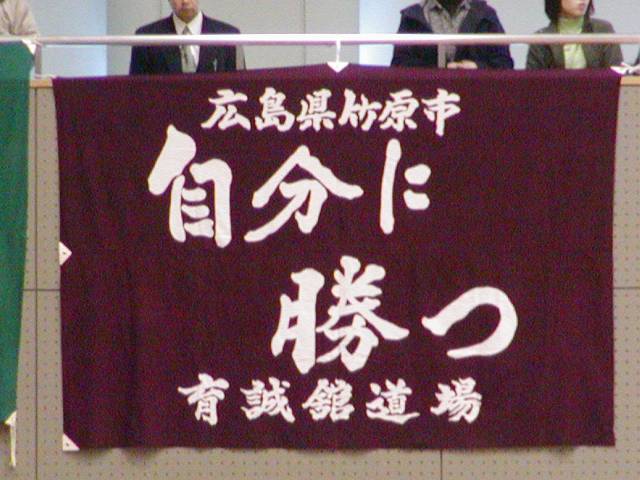 広島県竹原市
自分に
勝つ
育誠館道場